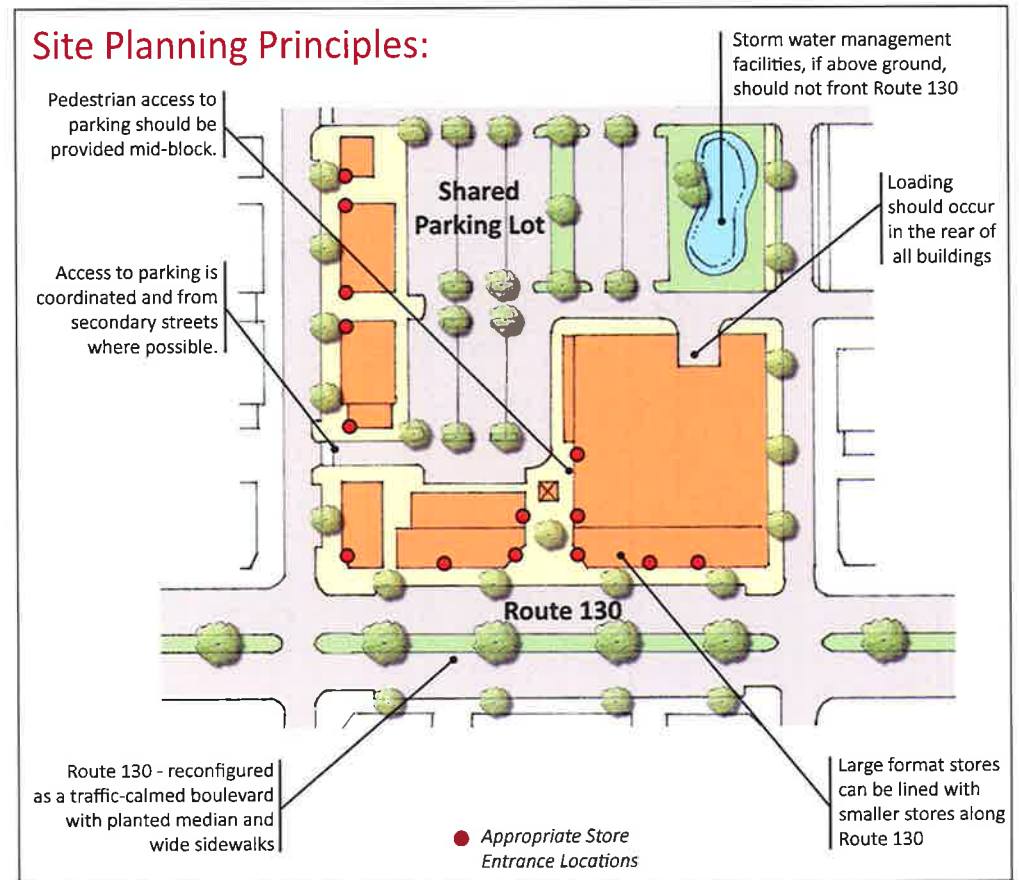 Site Planning Principles:
Storm water management
facilities, if above ground,
should not front Route 130
Pedestrian access to
parking should be
provided mid-block.
Shared
Parking Lot
Loading
should occur
in the rear of
all buildings
Access to parking is
coordinated and from
secondary streets
where possible.
Route 130
Route 130 - reconfigured
as a traffic-calmed boulevard
with planted median and
wide sidewalks
Large format stores
can be lined with
smaller stores along
Route 130
Appropriate Store
Entrance Locations